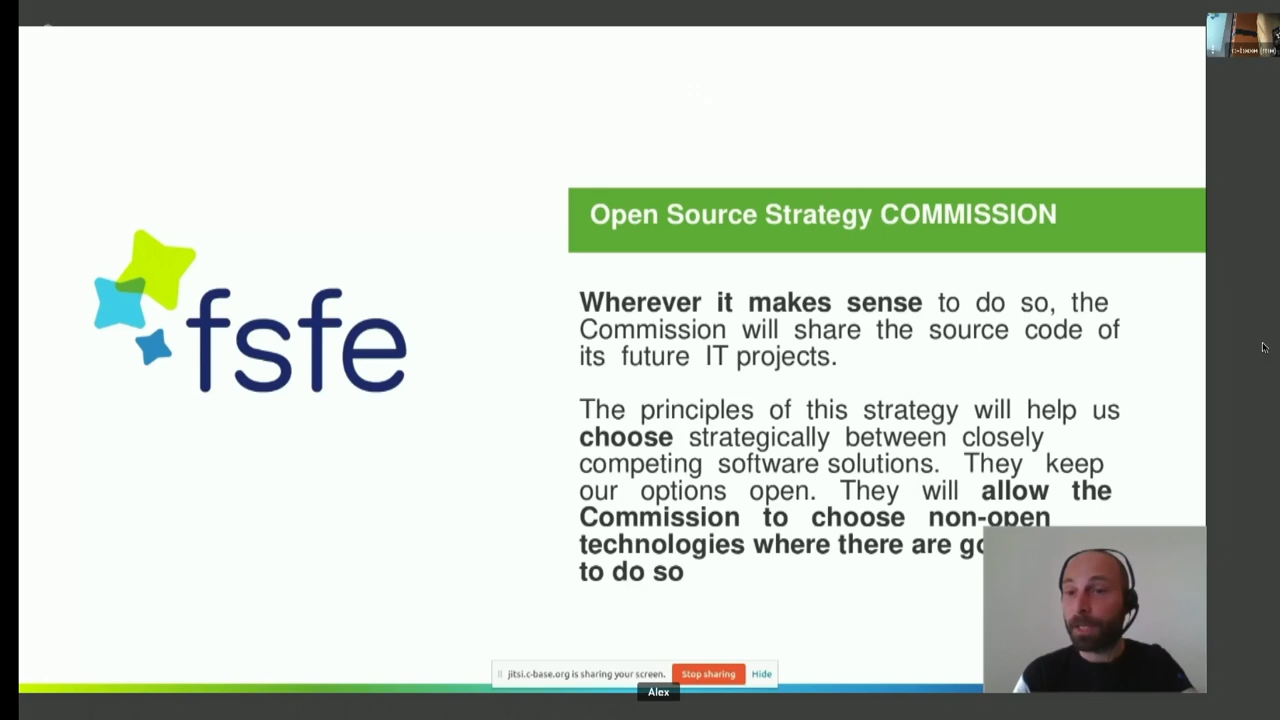 c-base (me)
Open Source Strategy COMMISSION
fsfe
Wherever it makes sense to do so, the
Commission will share the source code of
its future IT projects.
The principles of this strategy will help us
choose strategically between closely
competing software solutions. They keep
our options open. They will allow the
Commission to choose non-open
technologies where there are
to do so
jitsi.c-base.org is sharing your screen.
Stop sharing
Hide
Alex